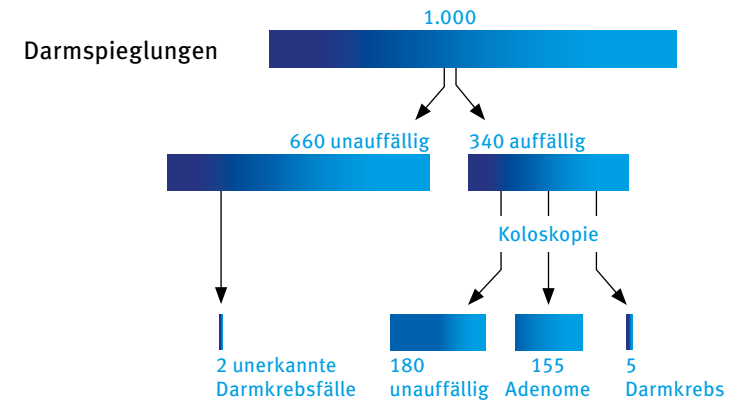 1.000
Darmspieglungen
660 unauffällig
340 auffällig
Koloskopie
2 unerkannte
Darmkrebsfälle
180
unauffällig
155
Adenome
5
Darmkrebs